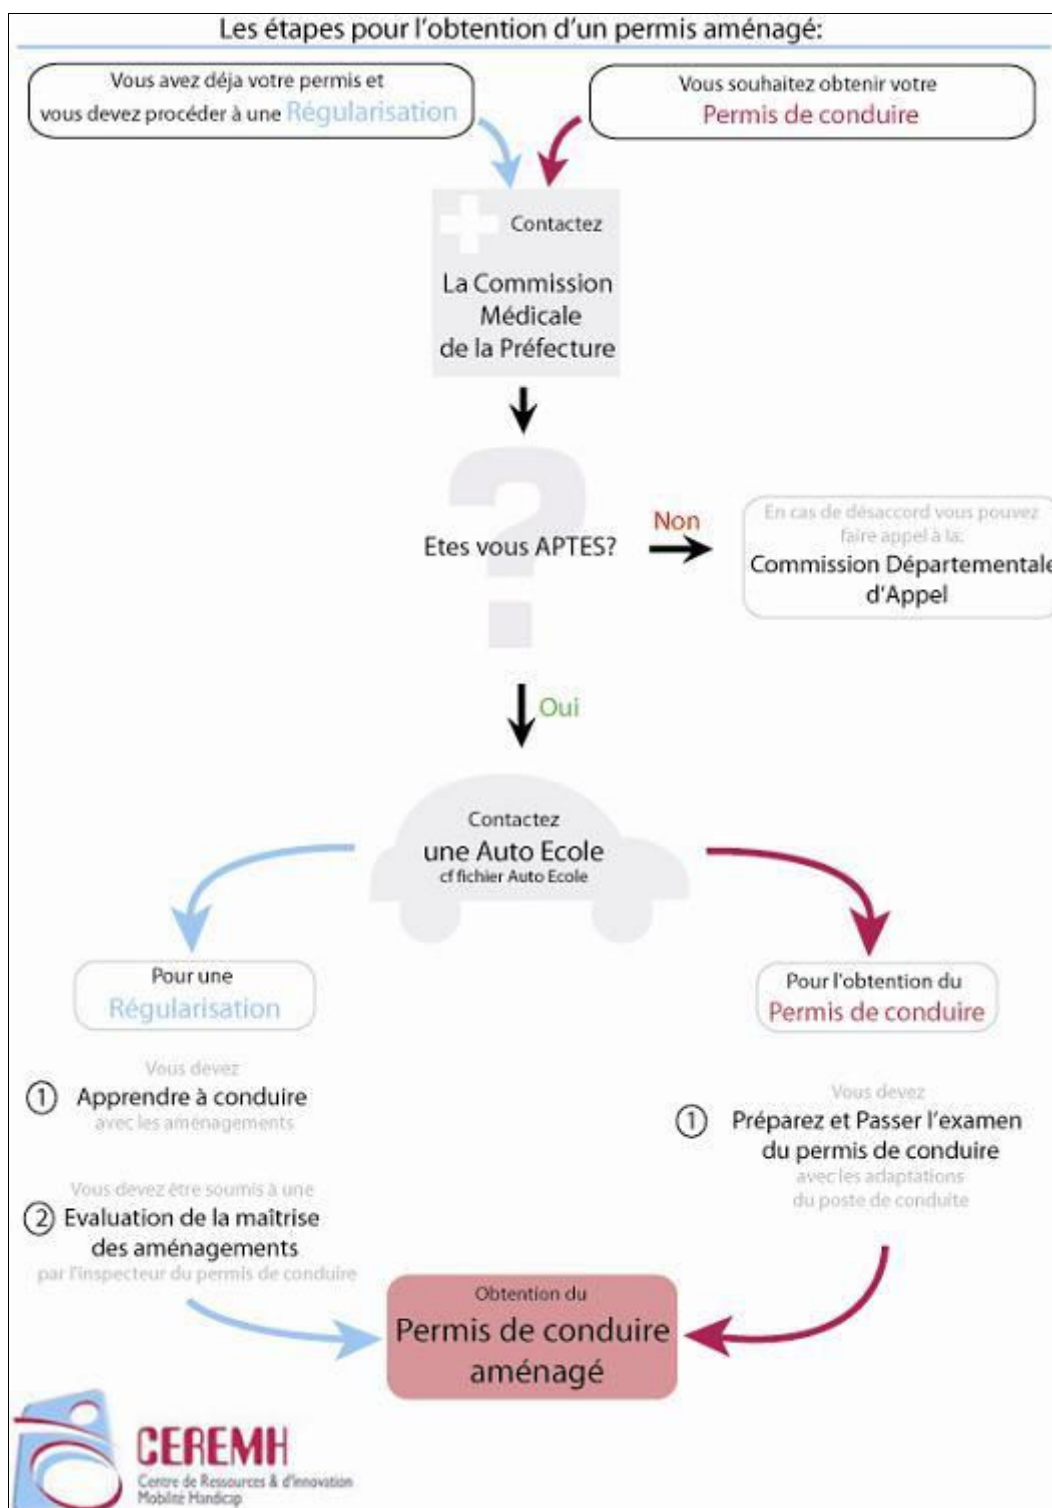 Les étapes pour l'obtention d'un permis aménagé:
Vous avez déja votre permis et
vous devez procéder à une Régularisation
Vous souhaitez obtenir votre
Permis de conduire
Contactez
La Commission
Médicale
de la Préfecture
Etes vous APTES?
Non
En cas de désaccord vous pouvez
faire appel à la:
Commission Départementale
d'Appel
Oui
Contactez
une Auto Ecole
cf fichier Auto Ecole
Pour une
Régularisation
Vous devez
1 Apprendre à conduire
avec les aménagements
Vous devez être soumis à une
2 Evaluation de la maîtrise
des aménagements
par l'inspecteur du permis de conduire
Pour l'obtention du
Permis de conduire
Vous devez
1 Préparez et Passer l'examen
du permis de conduire
avec les adaptations
du poste de conduite
Obtention du
Permis de conduire
aménagé
CEREMH
Centre de Ressources & d'Innovation
Mobilité Handicap